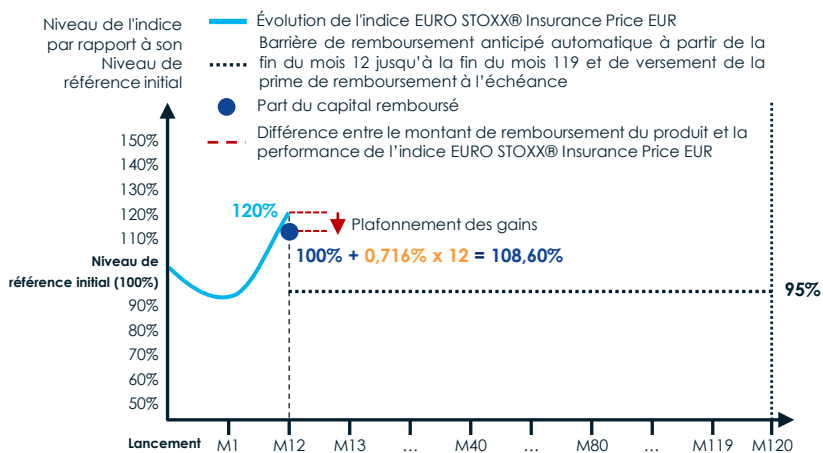 Niveau de l'indice
par rapport à son
Niveau de
référence initial
Évolution de l'indice EURO STOXX® Insurance Price EUR
Barrière de remboursement anticipé automatique à partir de la
fin du mois 12 jusqu'à la fin du mois 119 et de versement de la
prime de remboursement à l'échéance
Part du capital remboursé
Différence entre le montant de remboursement du produit et la
performance de l'indice EURO STOXX® Insurance Price EUR
150%
140%
130%
120%
110%
Niveau de
référence initial (100%)
90%
80%
70%
60%
50%
120%
Plafonnement des gains
100% + 0,716% x 12 = 108,60%
95%
Lancement M1 M12 M13 ... M40 ... M80 ... M119 M120